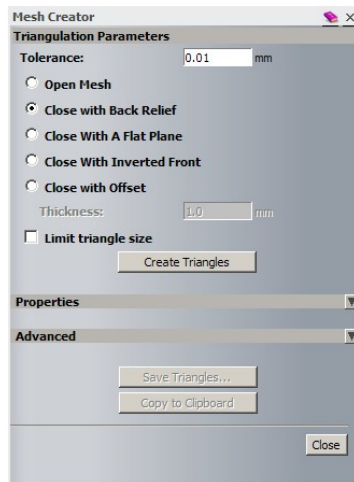 Mesh Creator
Triangulation Parameters
Tolerance: 0.01 mm
Open Mesh
Close with Back Relief
Close With A Flat Plane
Close With Inverted Front
Close with Offset
Thickness: 1.0 mm
Limit triangle size
Create Triangles
Properties
Advanced
Save Triangles...
Copy to Clipboard
Close